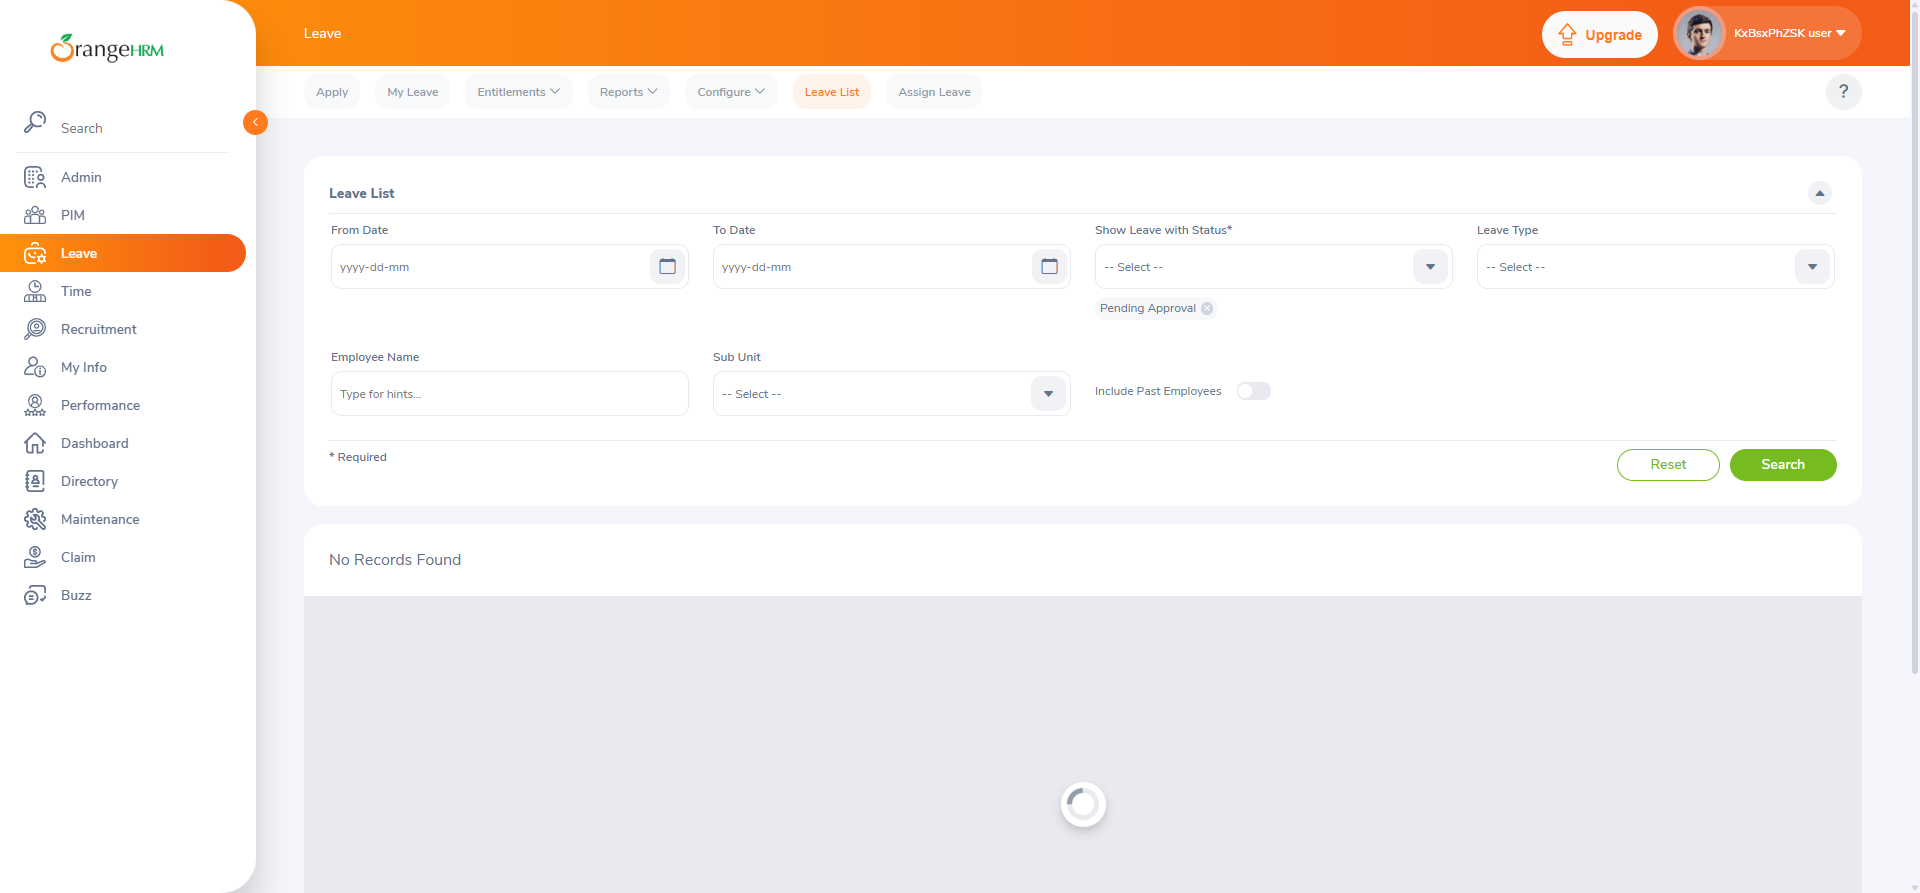 OrangeHRM
Search
Admin
PIM
Leave
Time
Recruitment
My Info
Performance
Dashboard
Directory
Maintenance
Claim
Buzz
Leave
Upgrade
KxBsxPhZSK user
Apply
My Leave
Entitlements
Reports
Configure
Leave List
Assign Leave
?
Leave List
From Date
To Date
Show Leave with Status*
Leave Type
yyyy-dd-mm
yyyy-dd-mm
-- Select --
-- Select --
Pending Approval
Employee Name
Sub Unit
Type for hints...
-- Select --
Include Past Employees
* Required
Reset
Search
No Records Found